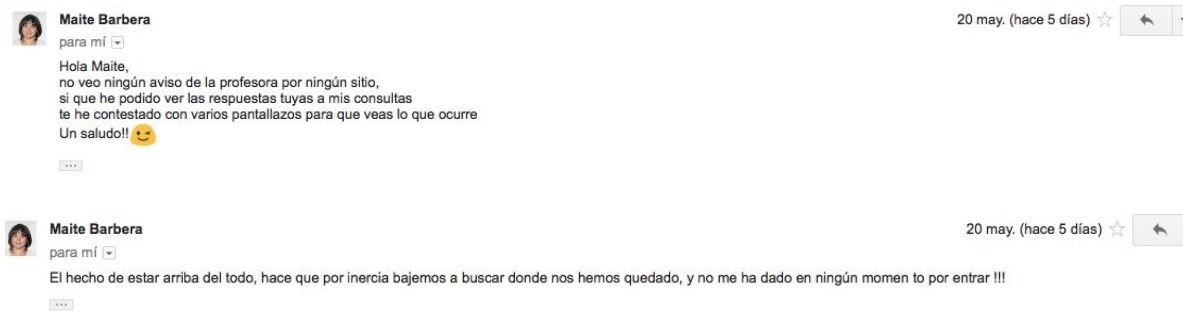 Maite Barbera
20 may. (hace 5 días)
para mí
Hola Maite,
no veo ningún aviso de la profesora por ningún sitio,
si que he podido ver las respuestas tuyas a mis consultas
te he contestado con varios pantallazos para que veas lo que ocurre
Un saludo!!
Maite Barbera
20 may. (hace 5 días)
para mí
El hecho de estar arriba del todo, hace que por inercia bajemos a buscar donde nos hemos quedado, y no me ha dado en ningún momen to por entrar !!!